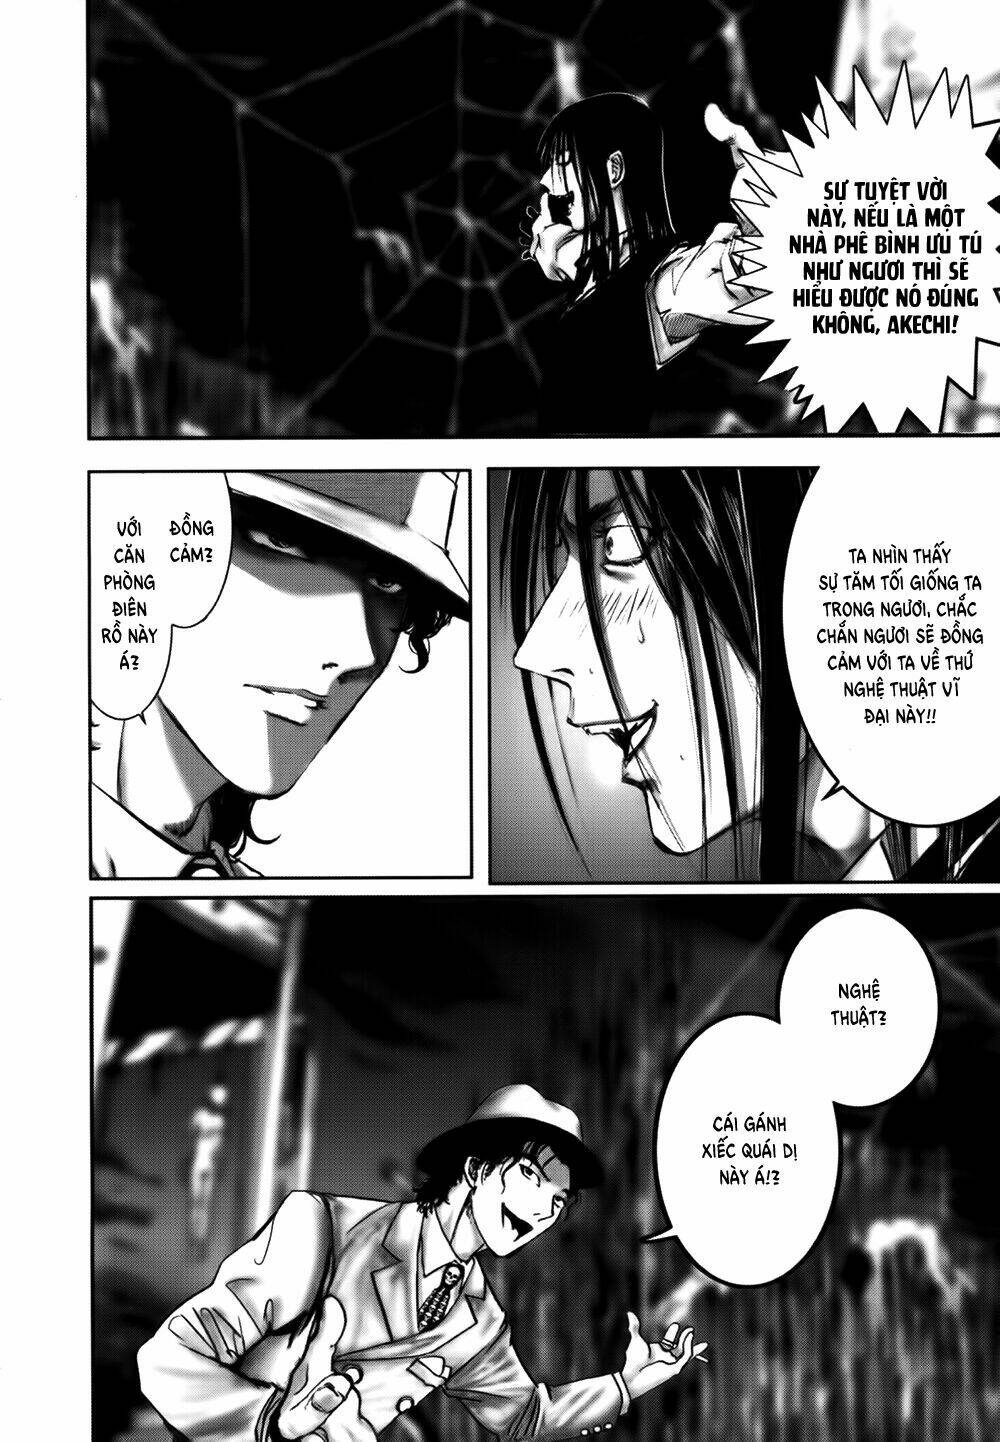 SỰ TUYỆT VỜI
NÀY, NẾU LÀ MỘT
NHÀ PHÊ BÌNH ƯU TÚ
NHƯ NGƯƠI THÌ SẼ
HIỂU ĐƯỢC NÓ ĐÚNG
KHÔNG, AKECHI!
TA NHÌN THẤY
SỰ TĂM TỐI GIỐNG TA
TRONG NGƯƠI, CHẮC
CHẮN NGƯƠI SẼ ĐỒNG
CẢM VỚI TA VỀ THỨ
NGHỆ THUẬT VĨ
ĐẠI NÀY!!
ĐỒNG
CẢM?
VỚI
CĂN
PHÒNG
ĐIÊN
RỒ NÀY
Á?
NGHỆ
THUẬT?
CÁI GÁNH
XIẾC QUÁI DỊ
NÀY Á!?